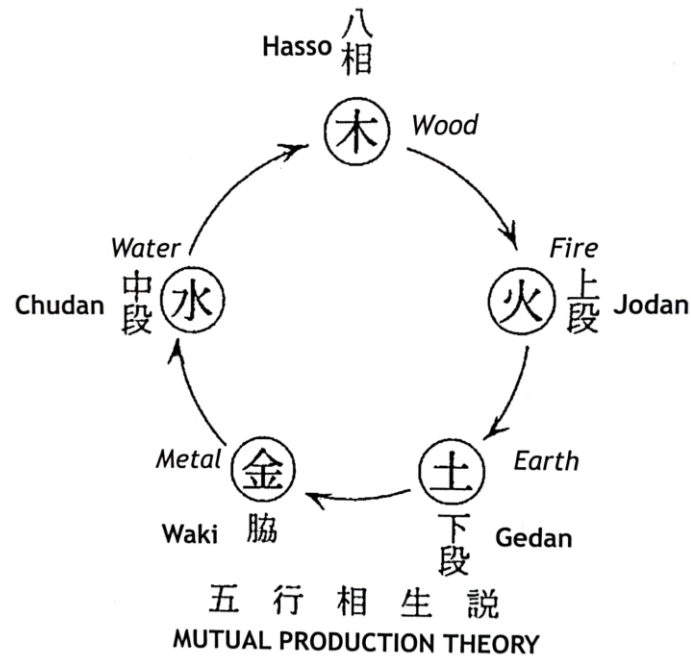 Hasso 八相
木 Wood
Water
Fire
Chudan 中段 水
火 上段 Jodan
Metal 金
土 Earth
Waki 脇
下段 Gedan
五行相生説
MUTUAL PRODUCTION THEORY